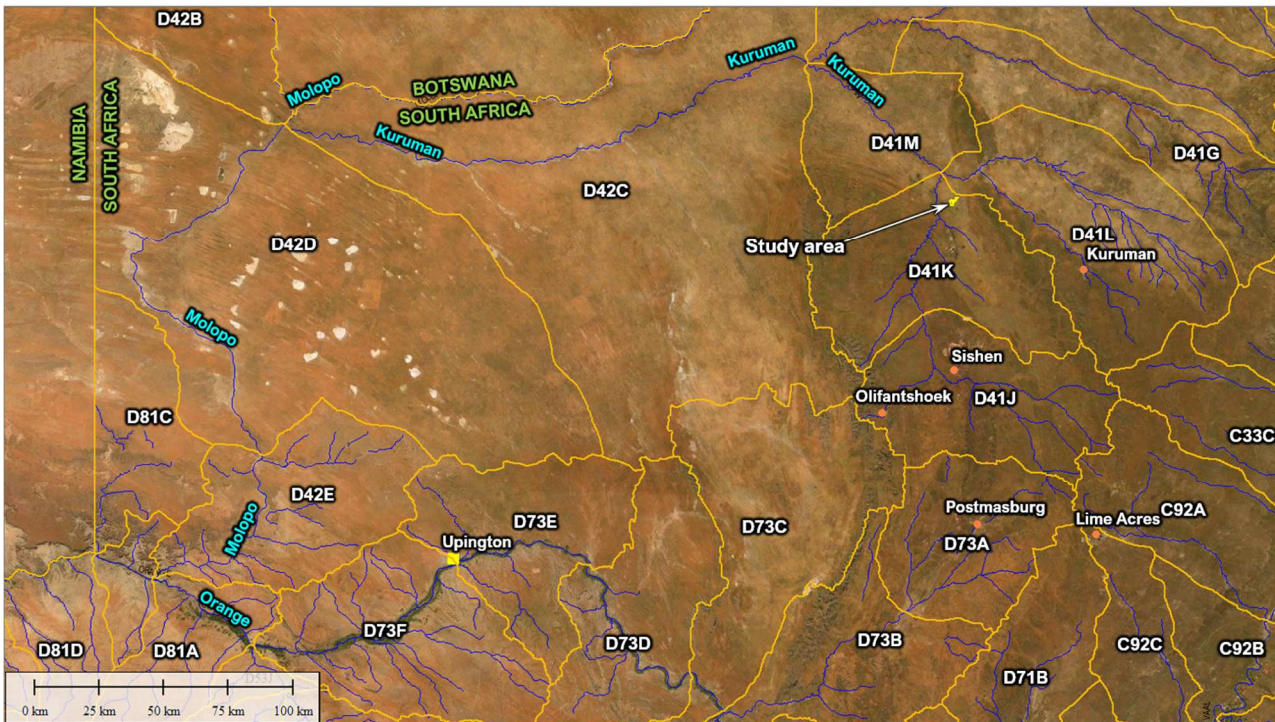 D42B
Kuruman
Kuruman
Molopo
BOTSWANA
SOUTH AFRICA
NAMIBIA
SOUTH AFRICA
Kuruman
D41M
D41G
D42C
D42D
Study area
D41L
Kuruman
D41K
Molopo
Sishen
Olifantshoek
D41J
D81C
C33C
D42E
Molopo
D73E
Upington
D73C
Postmasburg
D73A
Lime Acres
C92A
Orange
D73F
D73D
D73B
C92C
C92B
D81D
D81A
D71B
D53J
0 km
25 km
50 km
75 km
100 km